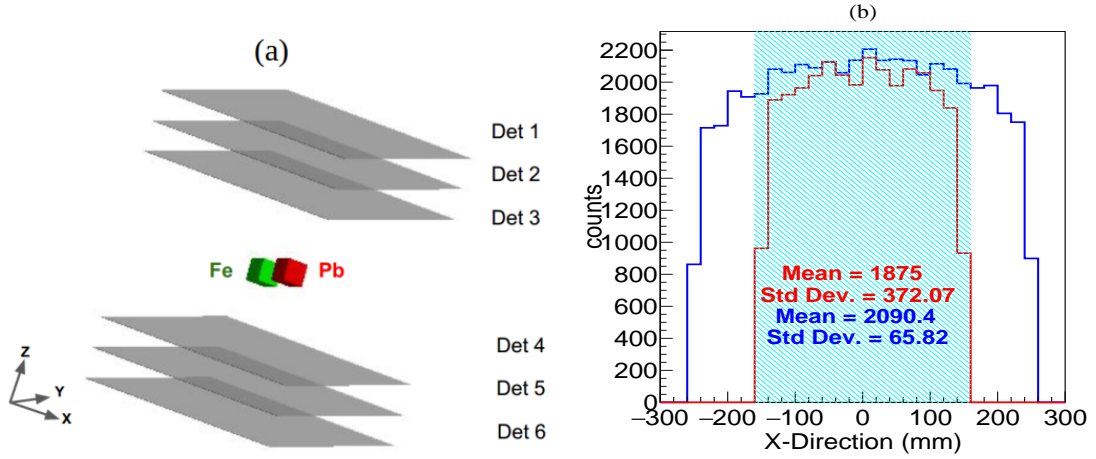 (a)
Det 1
Det 2
Det 3
Fe
Pb
Det 4
Det 5
Det 6
Z
Y
X
(b)
counts
2200
2000
1800
1600
1400
1200
1000
800
600
400
200
0
Mean = 1875
Std Dev. = 372.07
Mean = 2090.4
Std Dev. = 65.82
−300 −200 −100 0 100 200 300
X-Direction (mm)